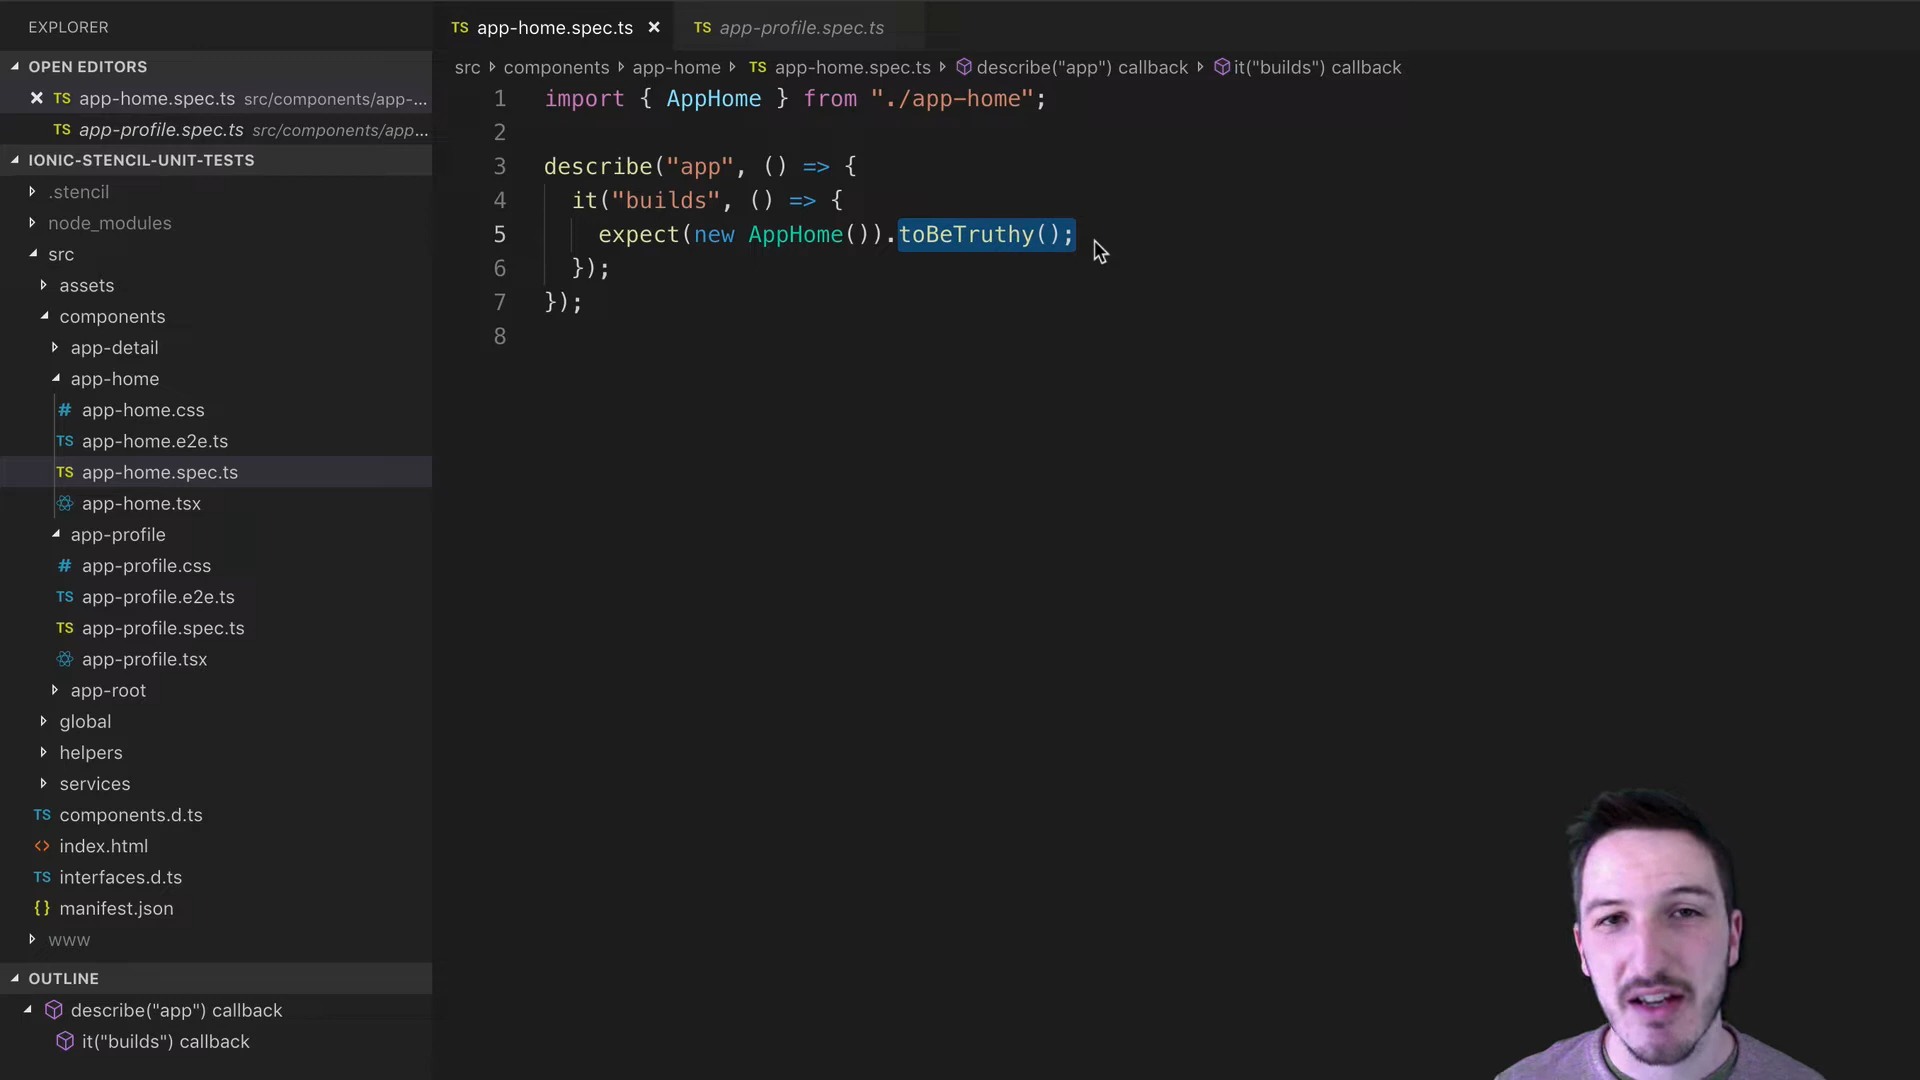 EXPLORER
OPEN EDITORS
TS app-home.spec.ts src/components/app-...
TS app-profile.spec.ts src/components/app...
IONIC-STENCIL-UNIT-TESTS
.stencil
node_modules
src
assets
components
app-detail
app-home
# app-home.css
TS app-home.e2e.ts
TS app-home.spec.ts
app-home.tsx
app-profile
# app-profile.css
TS app-profile.e2e.ts
TS app-profile.spec.ts
app-profile.tsx
app-root
global
helpers
services
TS components.d.ts
<> index.html
TS interfaces.d.ts
{} manifest.json
www
OUTLINE
describe("app") callback
it("builds") callback
TS app-home.spec.ts
TS app-profile.spec.ts
src components app-home TS app-home.spec.ts describe("app") callback it("builds") callback
1 import { AppHome } from "./app-home";
2
3 describe("app", () => {
4 it("builds", () => {
5 expect(new AppHome()).toBeTruthy();
6 });
7 });
8